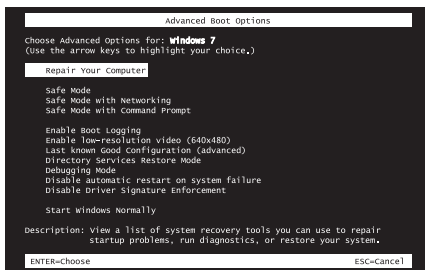 Advanced Boot Options
Choose Advanced Options for: Windows 7
(Use the arrow keys to highlight your choice.)
Repair Your Computer
Safe Mode
Safe Mode with Networking
Safe Mode with Command Prompt
Enable Boot Logging
Enable low-resolution video (640x480)
Last known Good Configuration (advanced)
Directory Services Restore Mode
Debugging Mode
Disable automatic restart on system failure
Disable Driver Signature Enforcement
Start Windows Normally
Description: View a list of system recovery tools you can use to repair
startup problems, run diagnostics, or restore your system.
ENTER=Choose ESC=Cancel